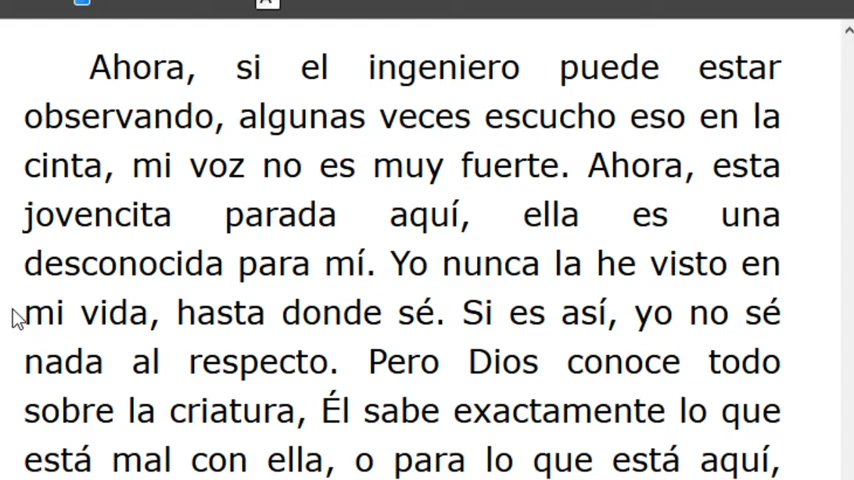 Ahora, si el ingeniero puede estar
observando, algunas veces escucho eso en la
cinta, mi voz no es muy fuerte. Ahora, esta
jovencita parada aquí, ella es una
desconocida para mí. Yo nunca la he visto en
mi vida, hasta donde sé. Si es así, yo no sé
nada al respecto. Pero Dios conoce todo
sobre la criatura, Él sabe exactamente lo que
está mal con ella, o para lo que está aquí,